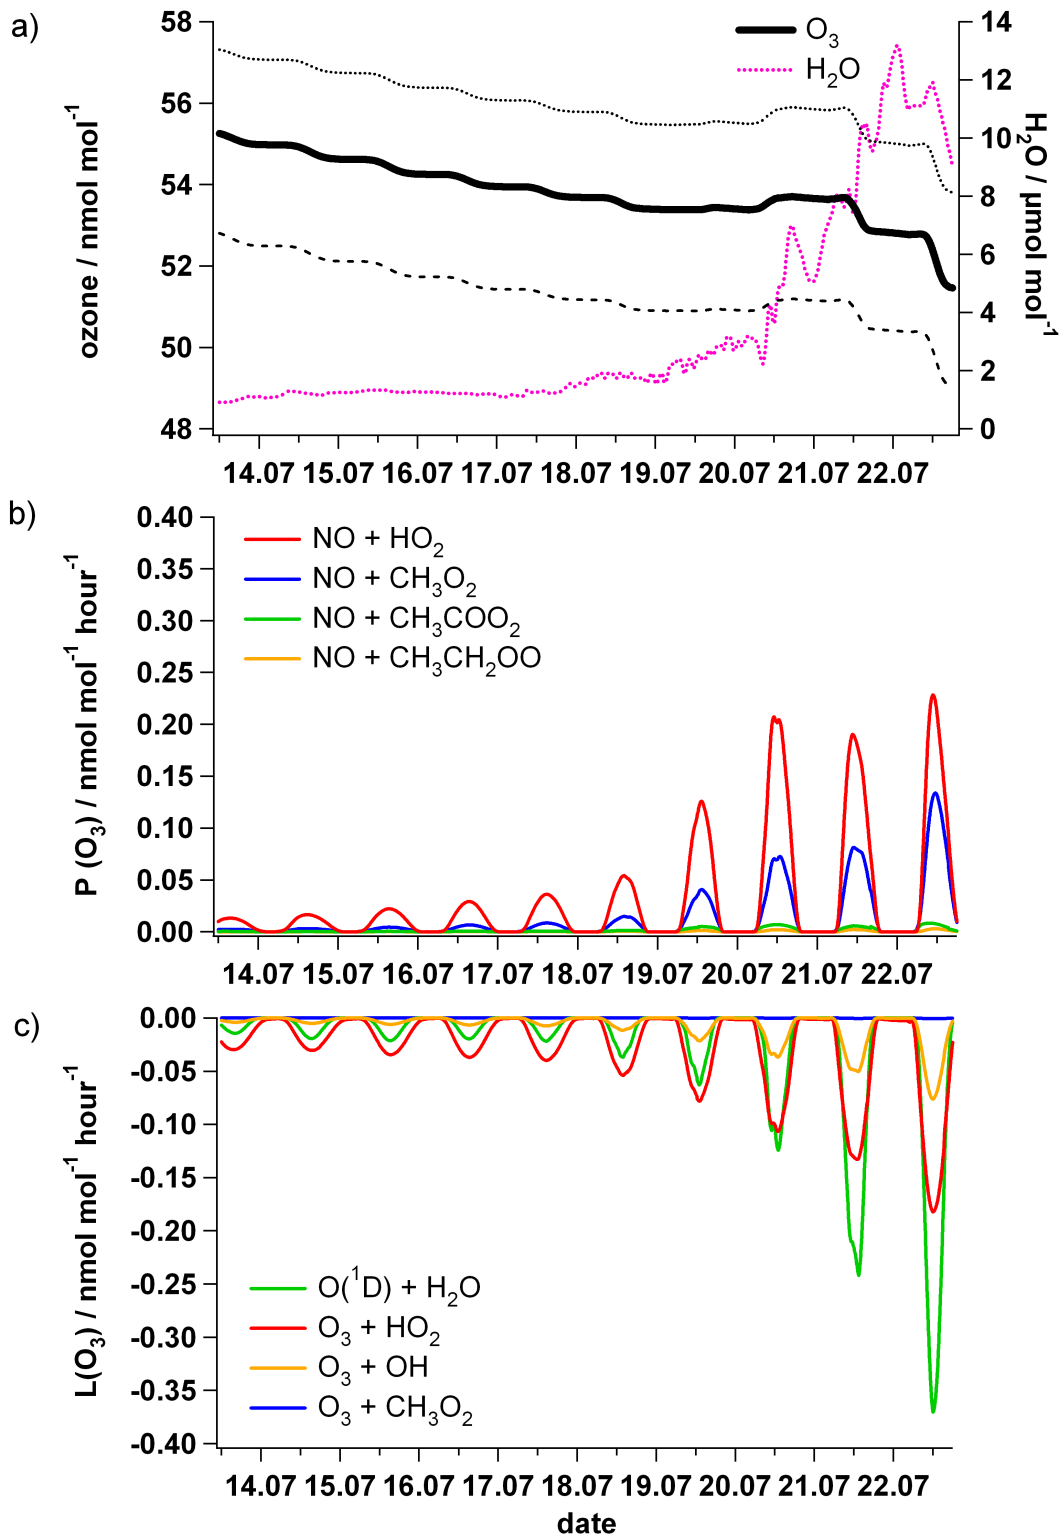 a)
ozone / nmol mol⁻¹
58
56
54
52
50
48
O₃
H₂O
14
12
10
8
6
4
2
0
H₂O / µmol mol⁻¹
14.07 15.07 16.07 17.07 18.07 19.07 20.07 21.07 22.07
b)
P (O₃) / nmol mol⁻¹ hour⁻¹
0.40
0.35
0.30
0.25
0.20
0.15
0.10
0.05
0.00
NO + HO₂
NO + CH₃O₂
NO + CH₃COO₂
NO + CH₃CH₂OO
14.07 15.07 16.07 17.07 18.07 19.07 20.07 21.07 22.07
c)
L(O₃) / nmol mol⁻¹ hour⁻¹
0.00
-0.05
-0.10
-0.15
-0.20
-0.25
-0.30
-0.35
-0.40
O(¹D) + H₂O
O₃ + HO₂
O₃ + OH
O₃ + CH₃O₂
14.07 15.07 16.07 17.07 18.07 19.07 20.07 21.07 22.07
date